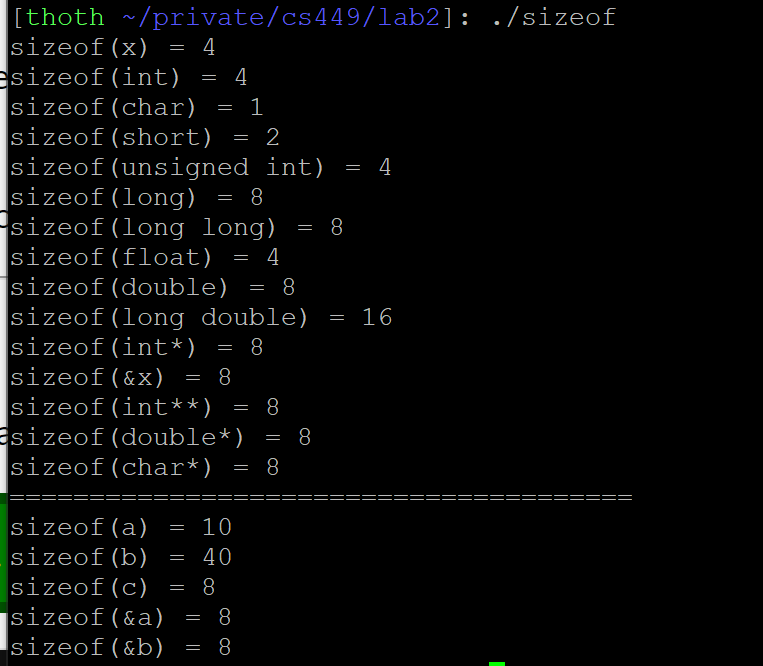 [thoth ~/private/cs449/lab2]: ./sizeof
sizeof(x) = 4
sizeof(int) = 4
sizeof(char) = 1
sizeof(short) = 2
sizeof(unsigned int) = 4
sizeof(long) = 8
sizeof(long long) = 8
sizeof(float) = 4
sizeof(double) = 8
sizeof(long double) = 16
sizeof(int*) = 8
sizeof(&x) = 8
sizeof(int**) = 8
sizeof(double*) = 8
sizeof(char*) = 8
=======================================
sizeof(a) = 10
sizeof(b) = 40
sizeof(c) = 8
sizeof(&a) = 8
sizeof(&b) = 8